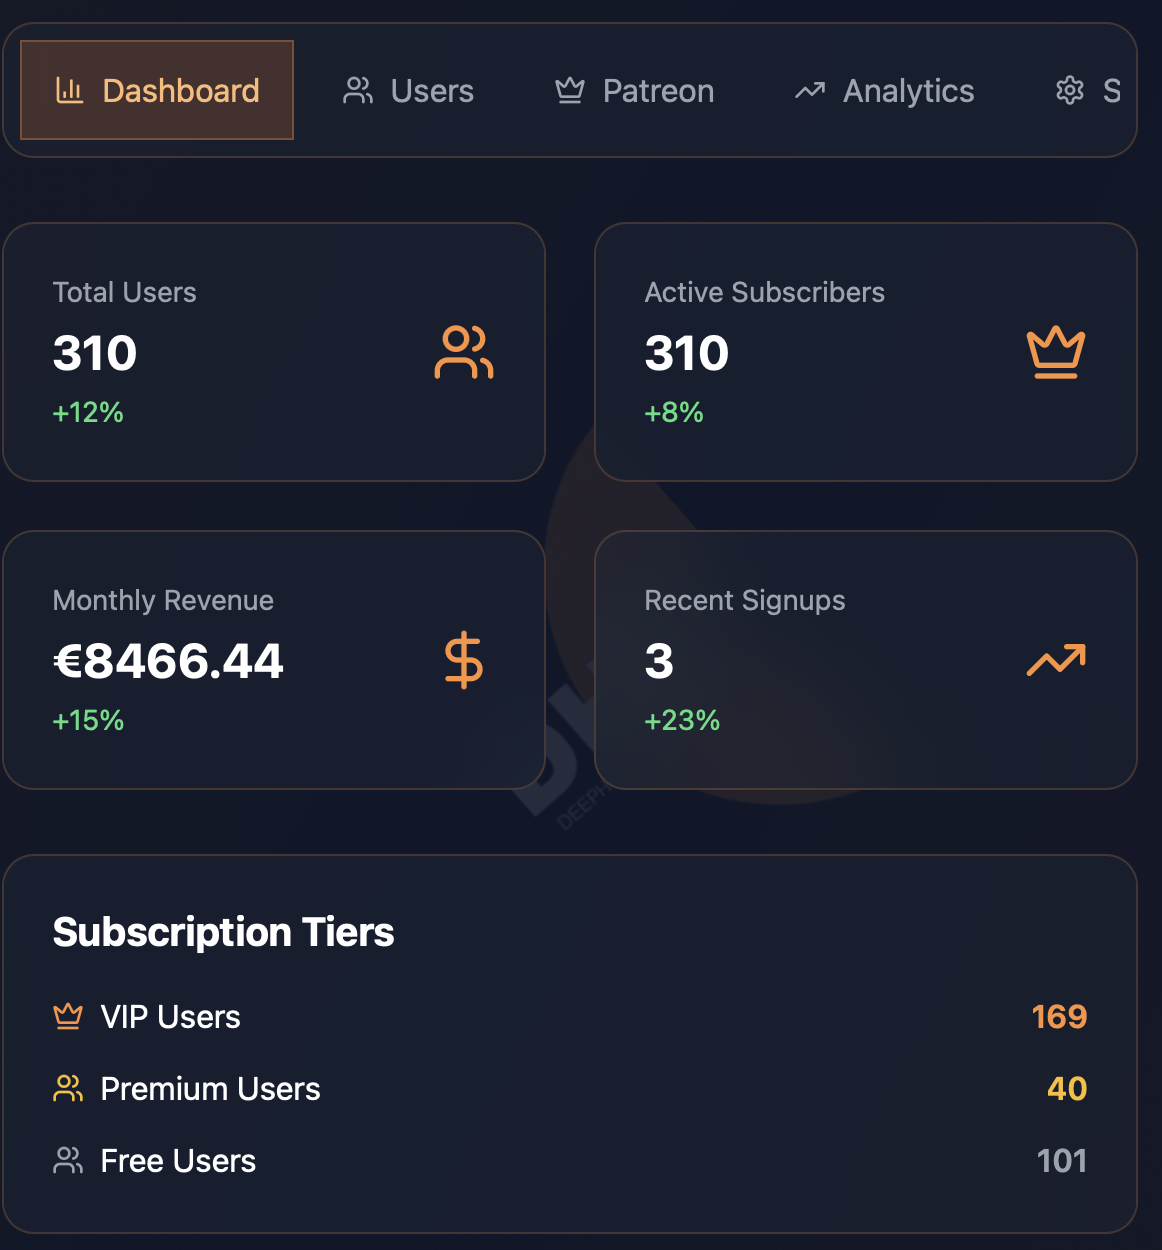 Dashboard
Users
Patreon
Analytics
S
Total Users
310
+12%
Active Subscribers
310
+8%
Monthly Revenue
€8466.44
+15%
Recent Signups
3
+23%
DEEPH
Subscription Tiers
VIP Users
169
Premium Users
40
Free Users
101